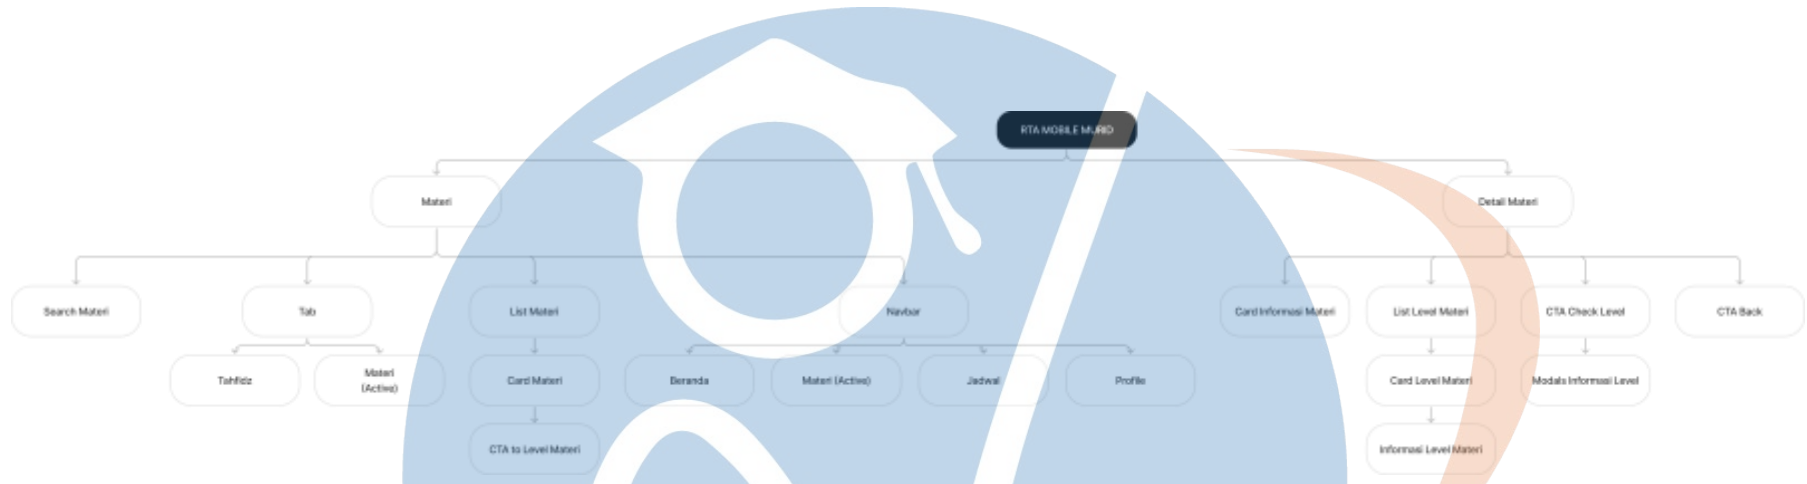 RTA MOBILE MURID
Materi
Detail Materi
Search Materi
Tab
List Materi
Navbar
Card Informasi Materi
List Level Materi
CTA Check Level
CTA Back
Tahfidz
Materi
(Active)
Card Materi
Beranda
Materi (Active)
Jadwal
Profile
Card Level Materi
Modals Informasi Level
CTA to Level Materi
Informasi Level Materi